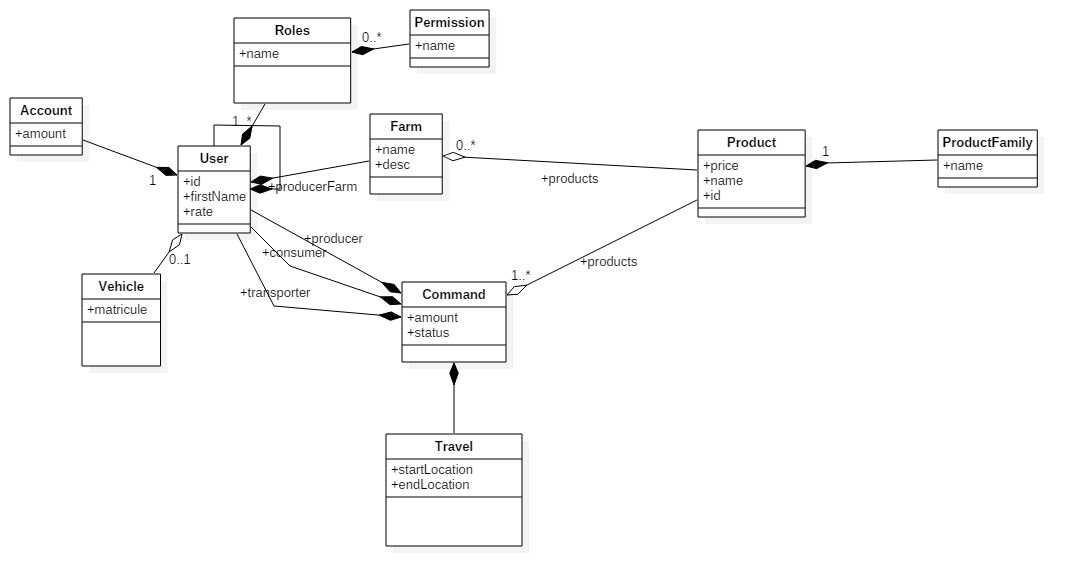 Permission
+name
0..*
Roles
+name
Account
+amount
1
1..*
User
+id
+firstName
+rate
Farm
+name
+desc
0..*
+producerFarm
+products
Product
+price
+name
+id
1
ProductFamily
+name
+producer
+consumer
+transporter
0..1
Vehicle
+matricule
+products
1..*
Command
+amount
+status
Travel
+startLocation
+endLocation